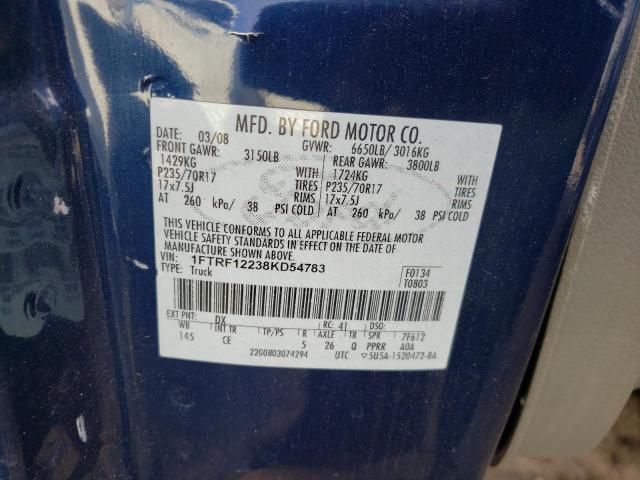 MFD. BY FORD MOTOR CO.
DATE: 03/08 GVWR: 6650LB/ 3016KG
FRONT GAWR: 3150LB REAR GAWR: 3800LB
1429KG 1724KG
P235/70R17 TIRES P235/70R17 TIRES
17x7.5J RIMS 17x7.5J RIMS
AT 260 kPa/ 38 PSI COLD AT 260 kPa/ 38 PSI COLD
THIS VEHICLE CONFORMS TO ALL APPLICABLE FEDERAL MOTOR
VEHICLE SAFETY STANDARDS IN EFFECT ON THE DATE OF
MANUFACTURE SHOWN ABOVE.
VIN: 1FTRF12238KD54783
TYPE: Truck
F0134
T0803
EXT PNT: DX RC: 41 DSO:
WB INT TR TP/PS R AXLE TR SPR 7F612
145 CE 5 26 Q PPRR AOA
2200803074294 UTC 5U5A-1520472-BA